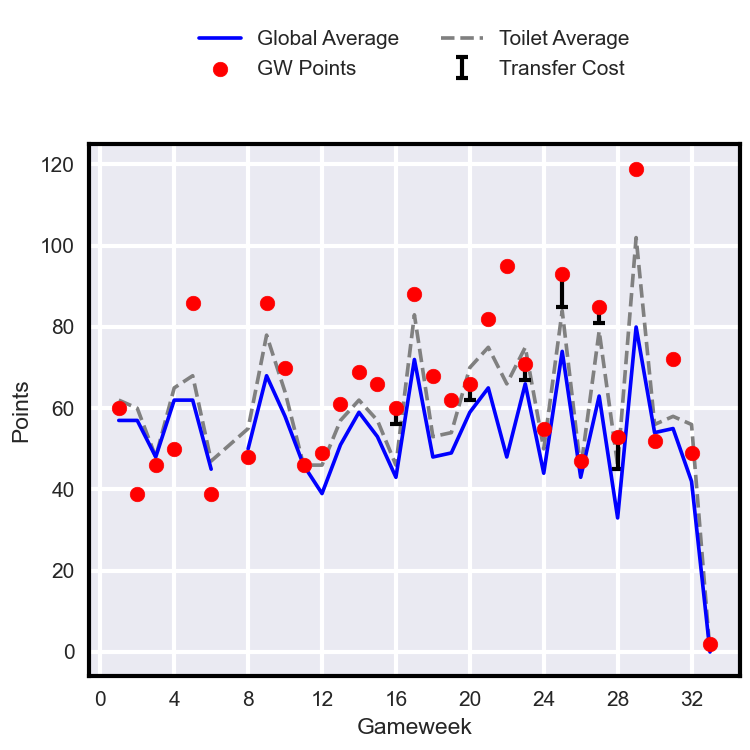 Global Average
Toilet Average
GW Points
Transfer Cost
120
100
80
60
40
20
0
Points
0 4 8 12 16 20 24 28 32
Gameweek